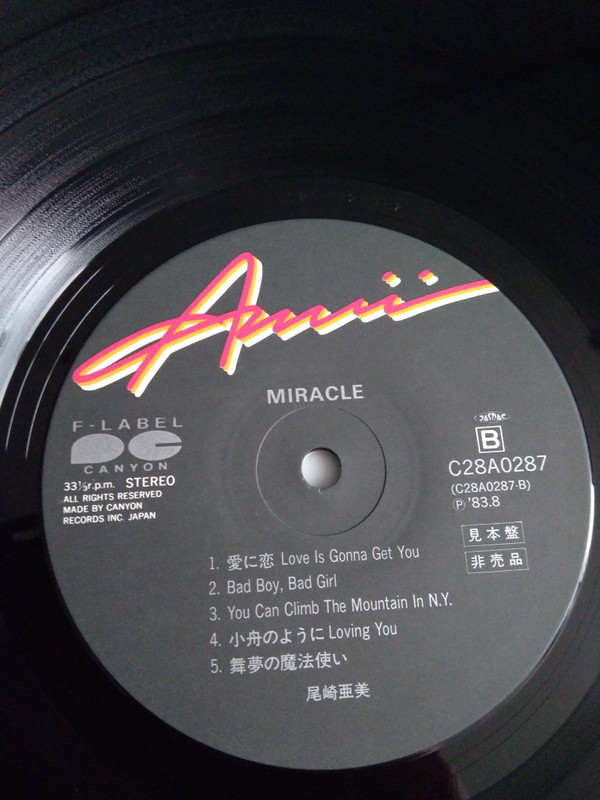 Amii
MIRACLE
F-LABEL
CANYON
33⅓r.p.m. STEREO
ALL RIGHTS RESERVED
MADE BY CANYON
RECORDS INC. JAPAN
JASRAC
B
C28A0287
(C28A0287-B)
Ⓟ'83.8
見本盤
非売品
1. 愛に恋 Love Is Gonna Get You
2. Bad Boy, Bad Girl
3. You Can Climb The Mountain In N.Y.
4. 小舟のように Loving You
5. 舞夢の魔法使い
尾崎亜美